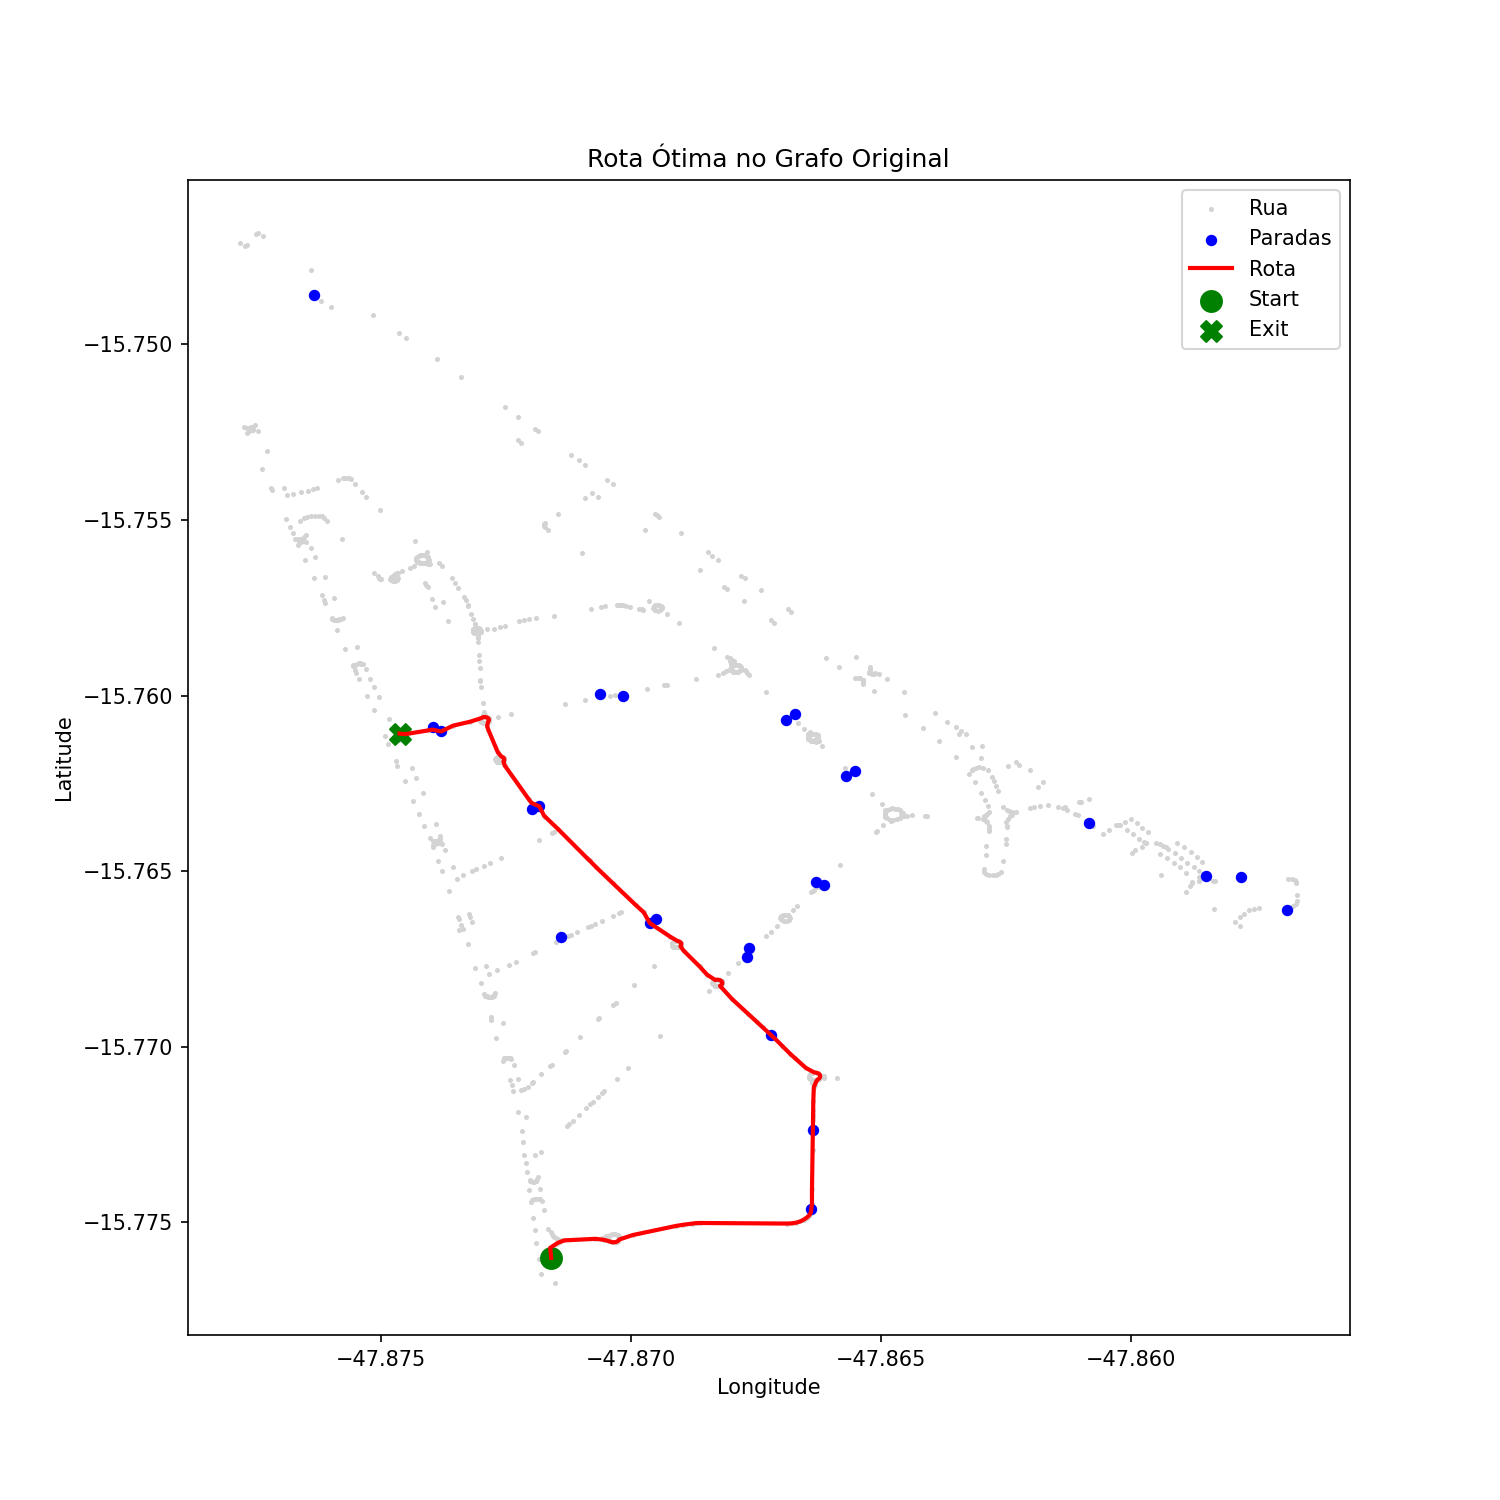 Rota Ótima no Grafo Original
Rua
Paradas
Rota
Start
Exit
−15.750
−15.755
−15.760
−15.765
−15.770
−15.775
Latitude
−47.875
−47.870
−47.865
−47.860
Longitude